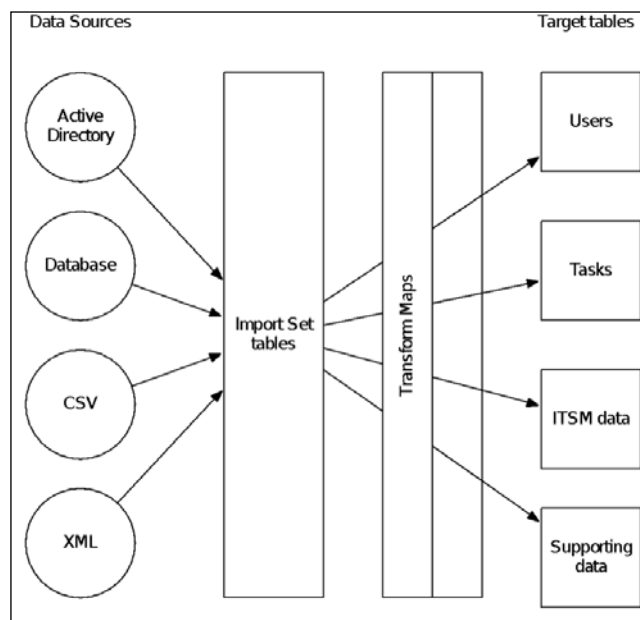 Data Sources
Target tables
Active
Directory
Users
Database
Tasks
Import Set
tables
Transform Maps
CSV
ITSM data
XML
Supporting
data